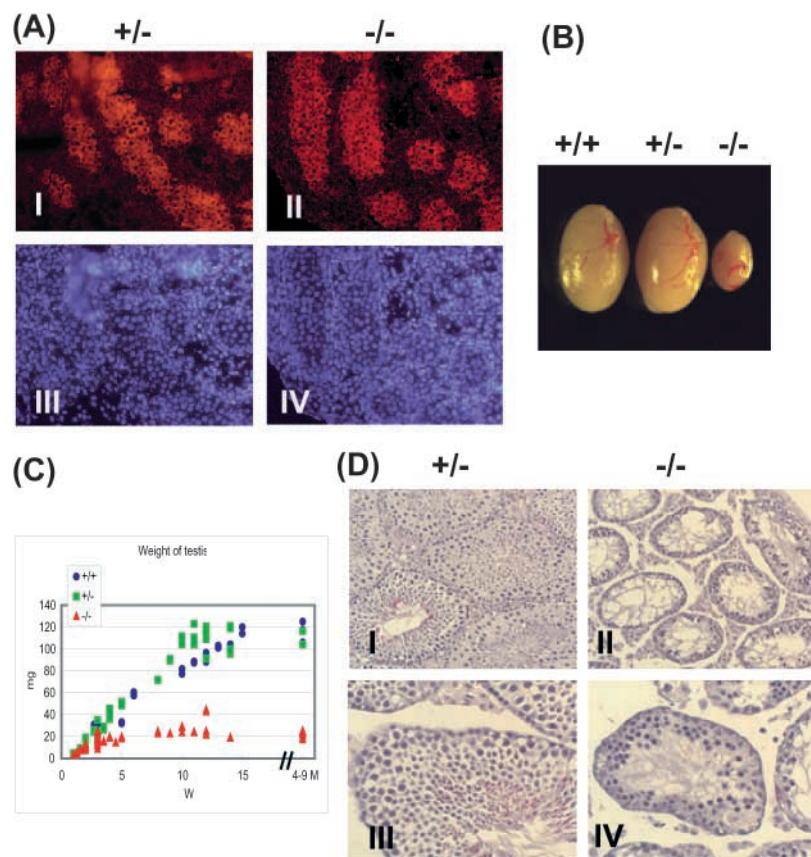 (A)
+/-
-/-
I
II
III
IV
(B)
+/+
+/-
-/-
(C)
Weight of testis
+/+
+/-
-/-
mg
140
120
100
80
60
40
20
0
0
5
10
15
//
4-9 M
W
(D)
+/-
-/-
I
II
III
IV